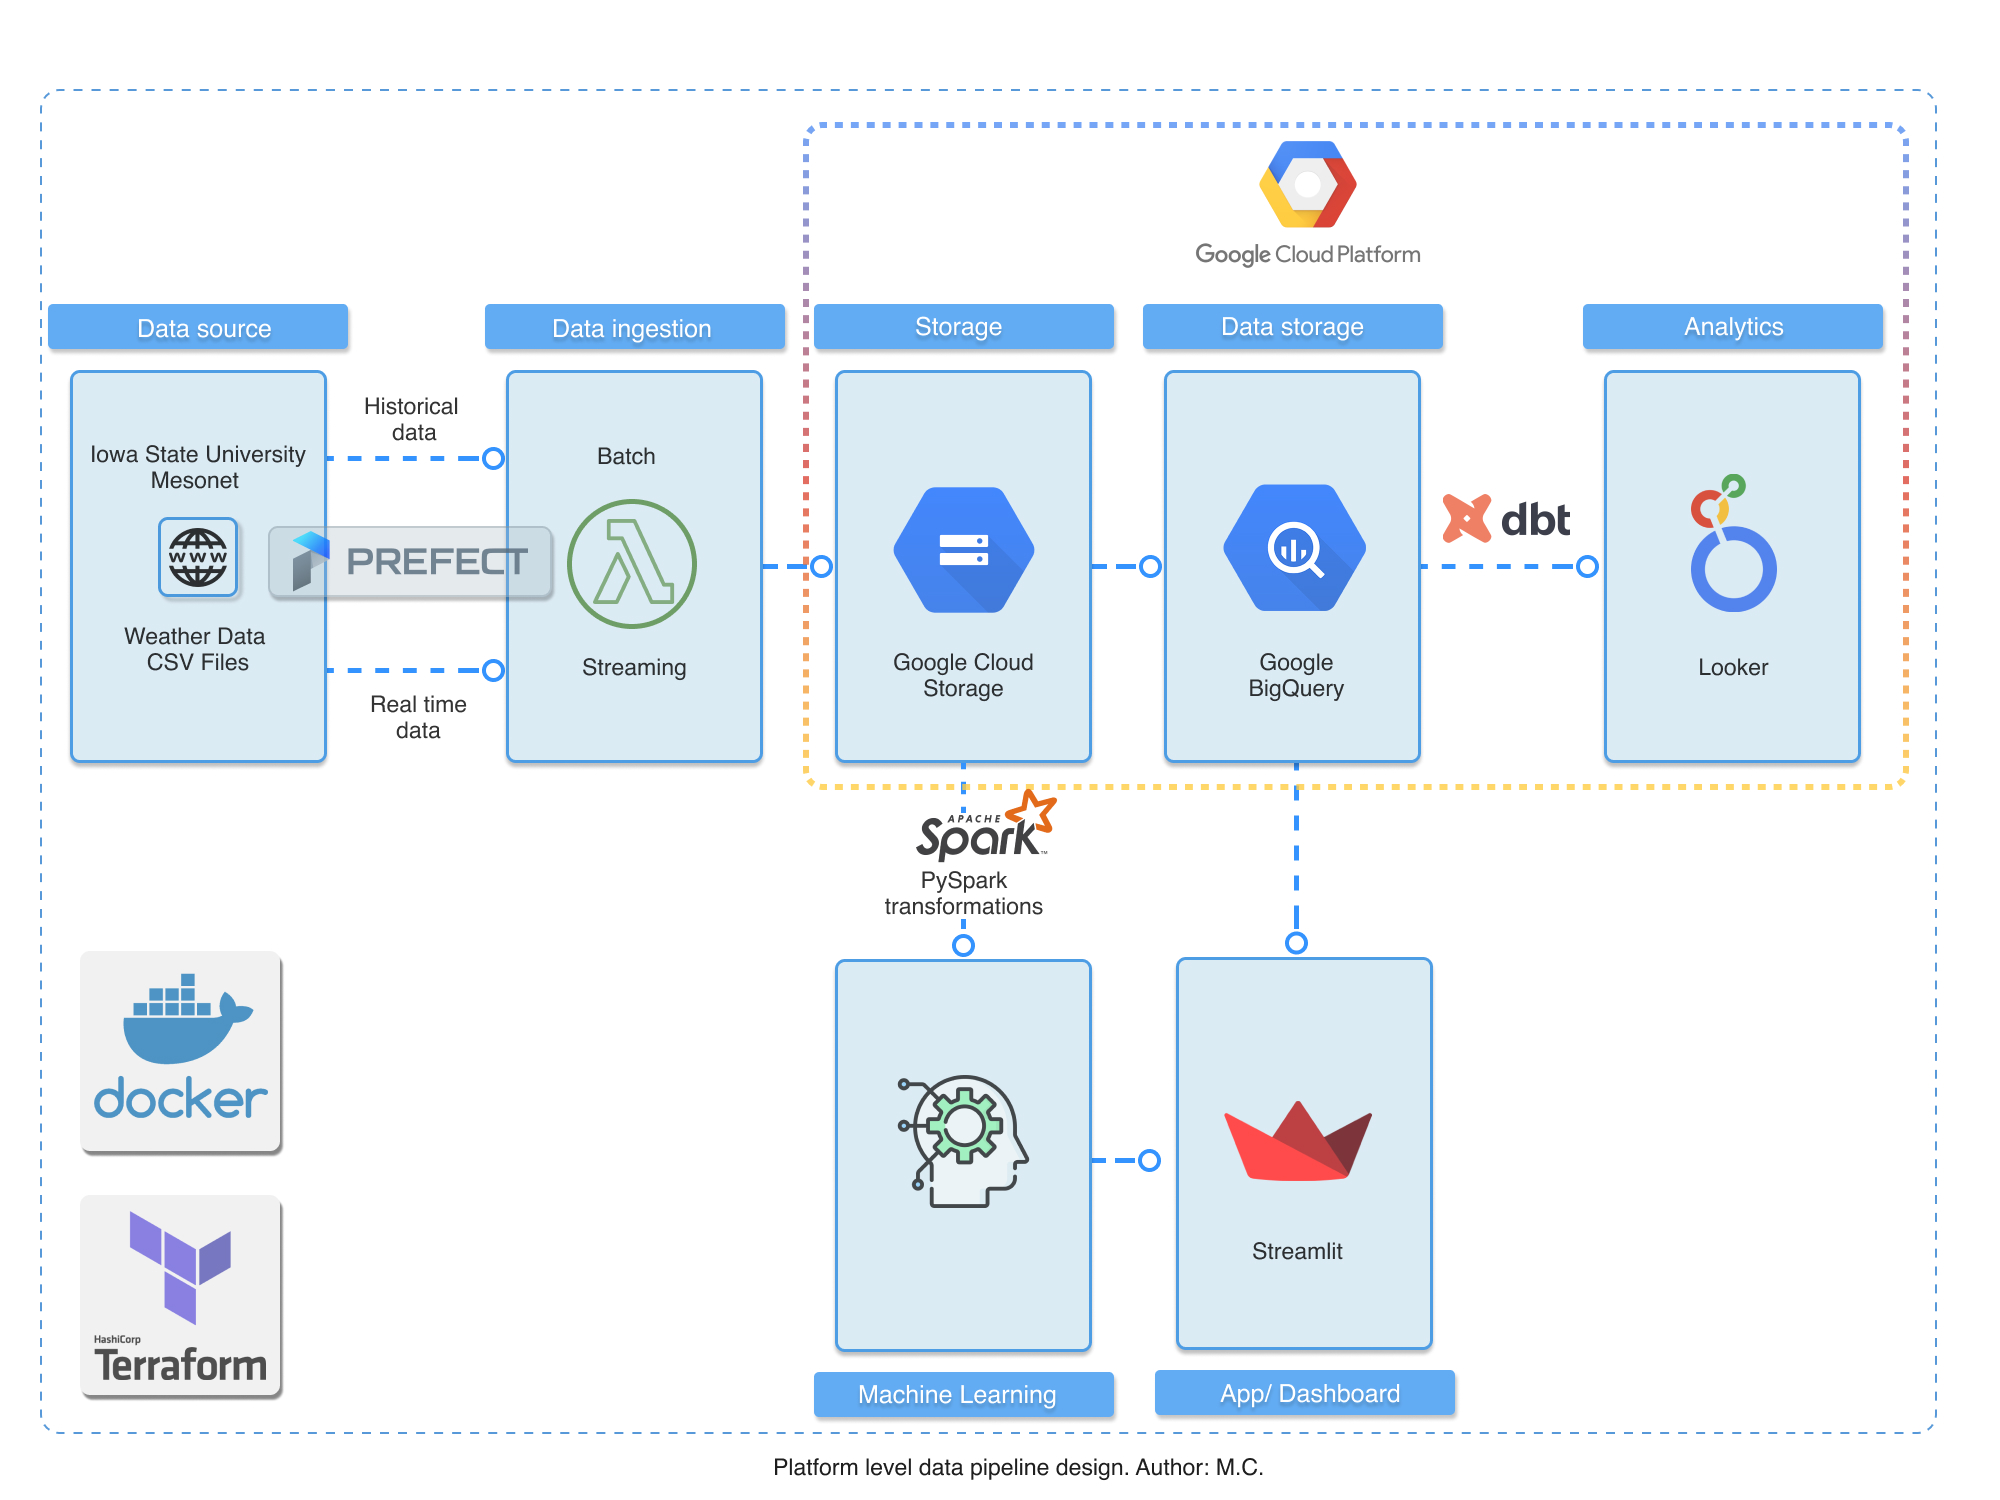 Google Cloud Platform
Data source
Data ingestion
Storage
Data storage
Analytics
Iowa State University
Mesonet
www
Weather Data
CSV Files
Historical
data
PREFECT
Real time
data
Batch
Streaming
Google Cloud
Storage
Google
BigQuery
dbt
Looker
APACHE
Spark™
PySpark
transformations
docker
HashiCorp
Terraform
Streamlit
Machine Learning
App/ Dashboard
Platform level data pipeline design. Author: M.C.